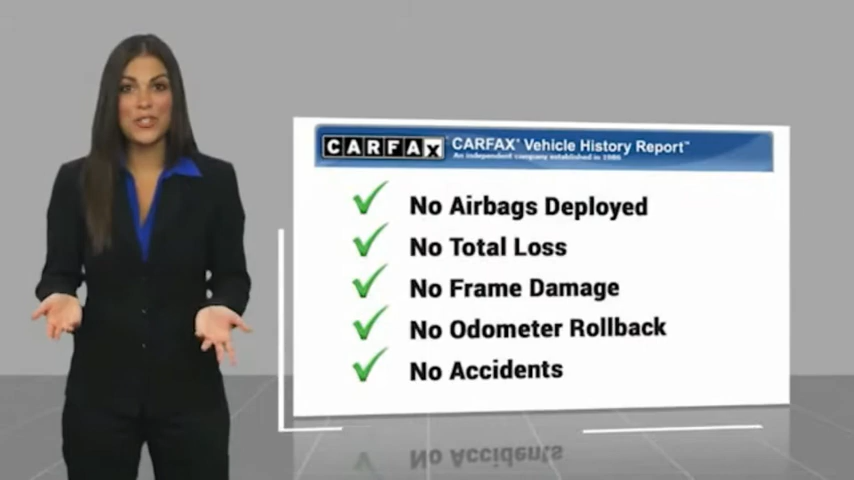 CARFAX CARFAX® Vehicle History Report™
An independent company established in 1986
No Airbags Deployed
No Total Loss
No Frame Damage
No Odometer Rollback
No Accidents
No Accidents